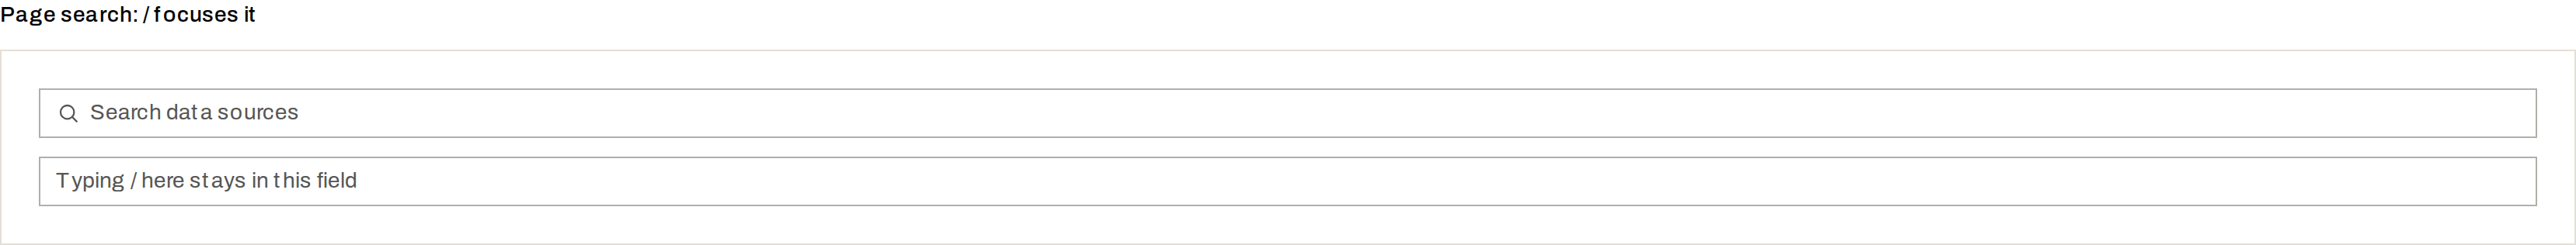 Page search: / focuses it
Search data sources
Typing / here stays in this field